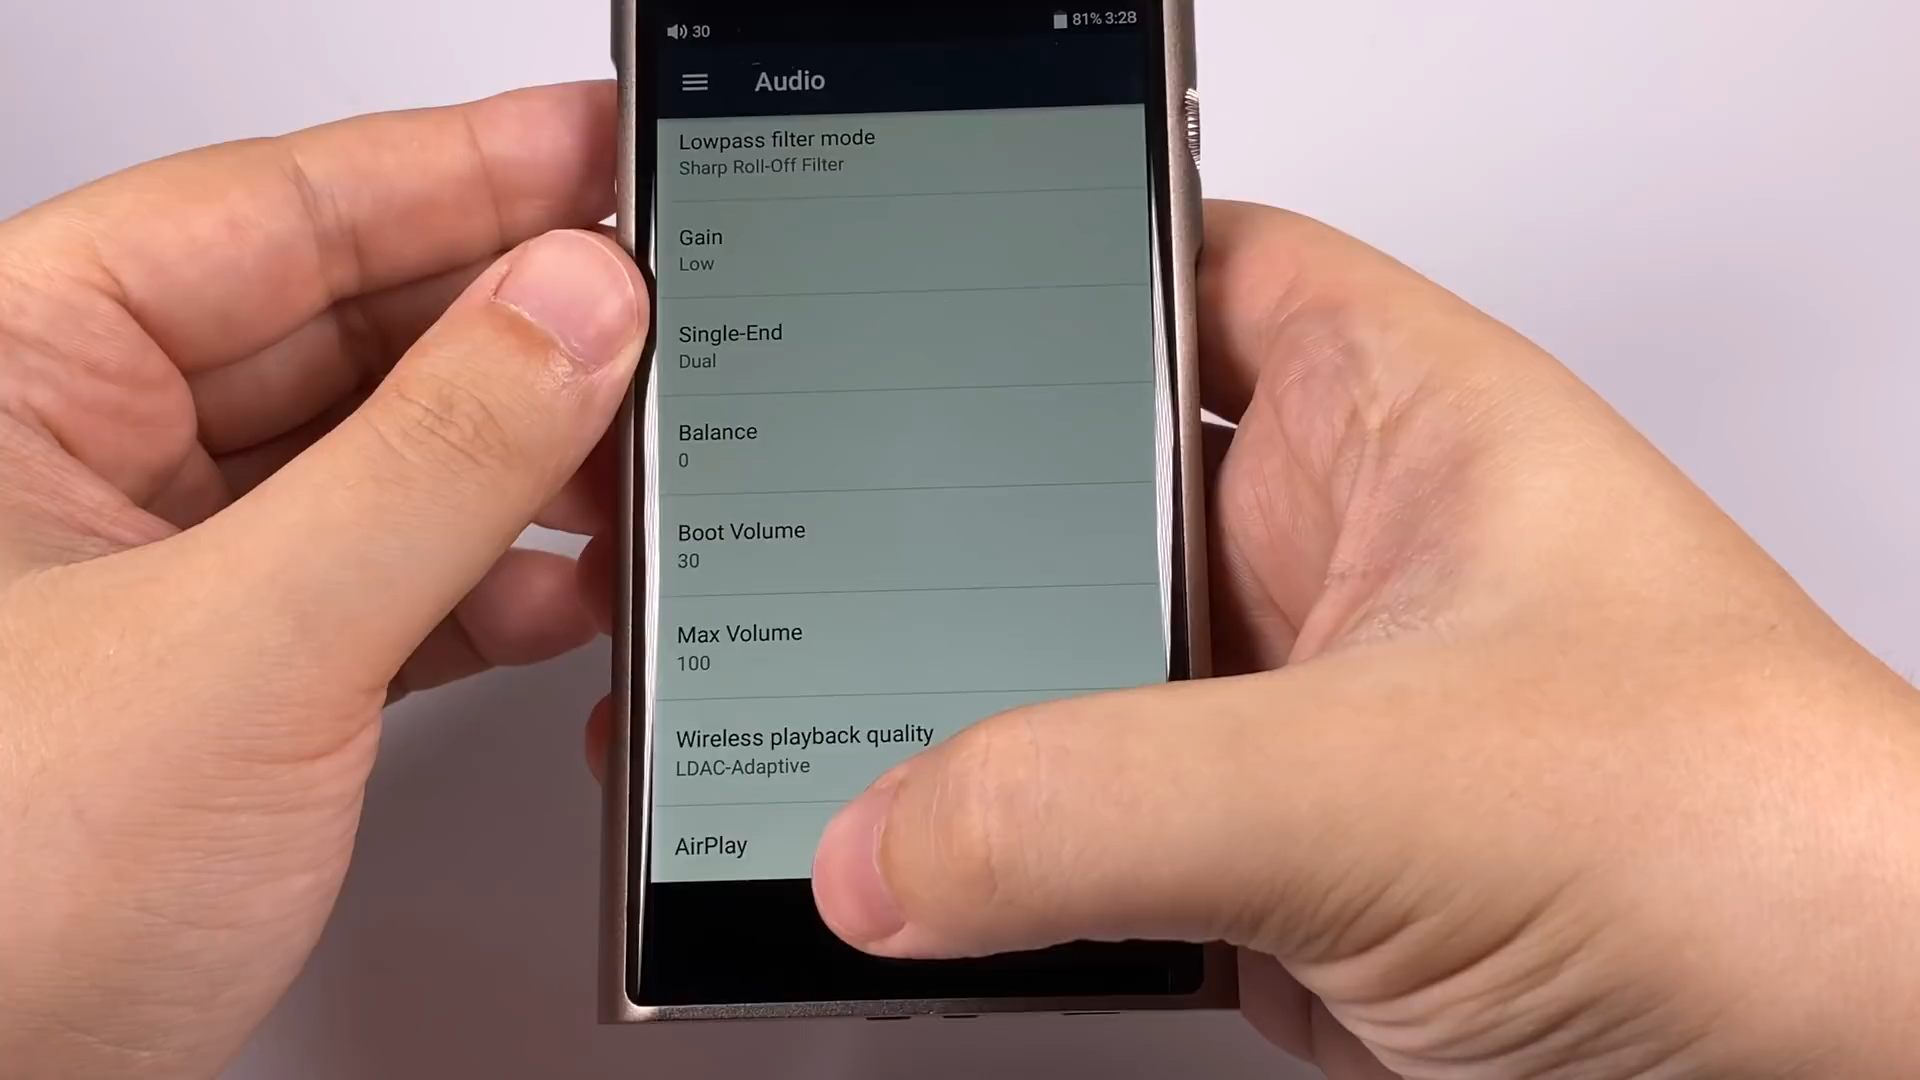 30
81% 3:28
Audio
Lowpass filter mode
Sharp Roll-Off Filter
Gain
Low
Single-End
Dual
Balance
0
Boot Volume
30
Max Volume
100
Wireless playback quality
LDAC-Adaptive
AirPlay